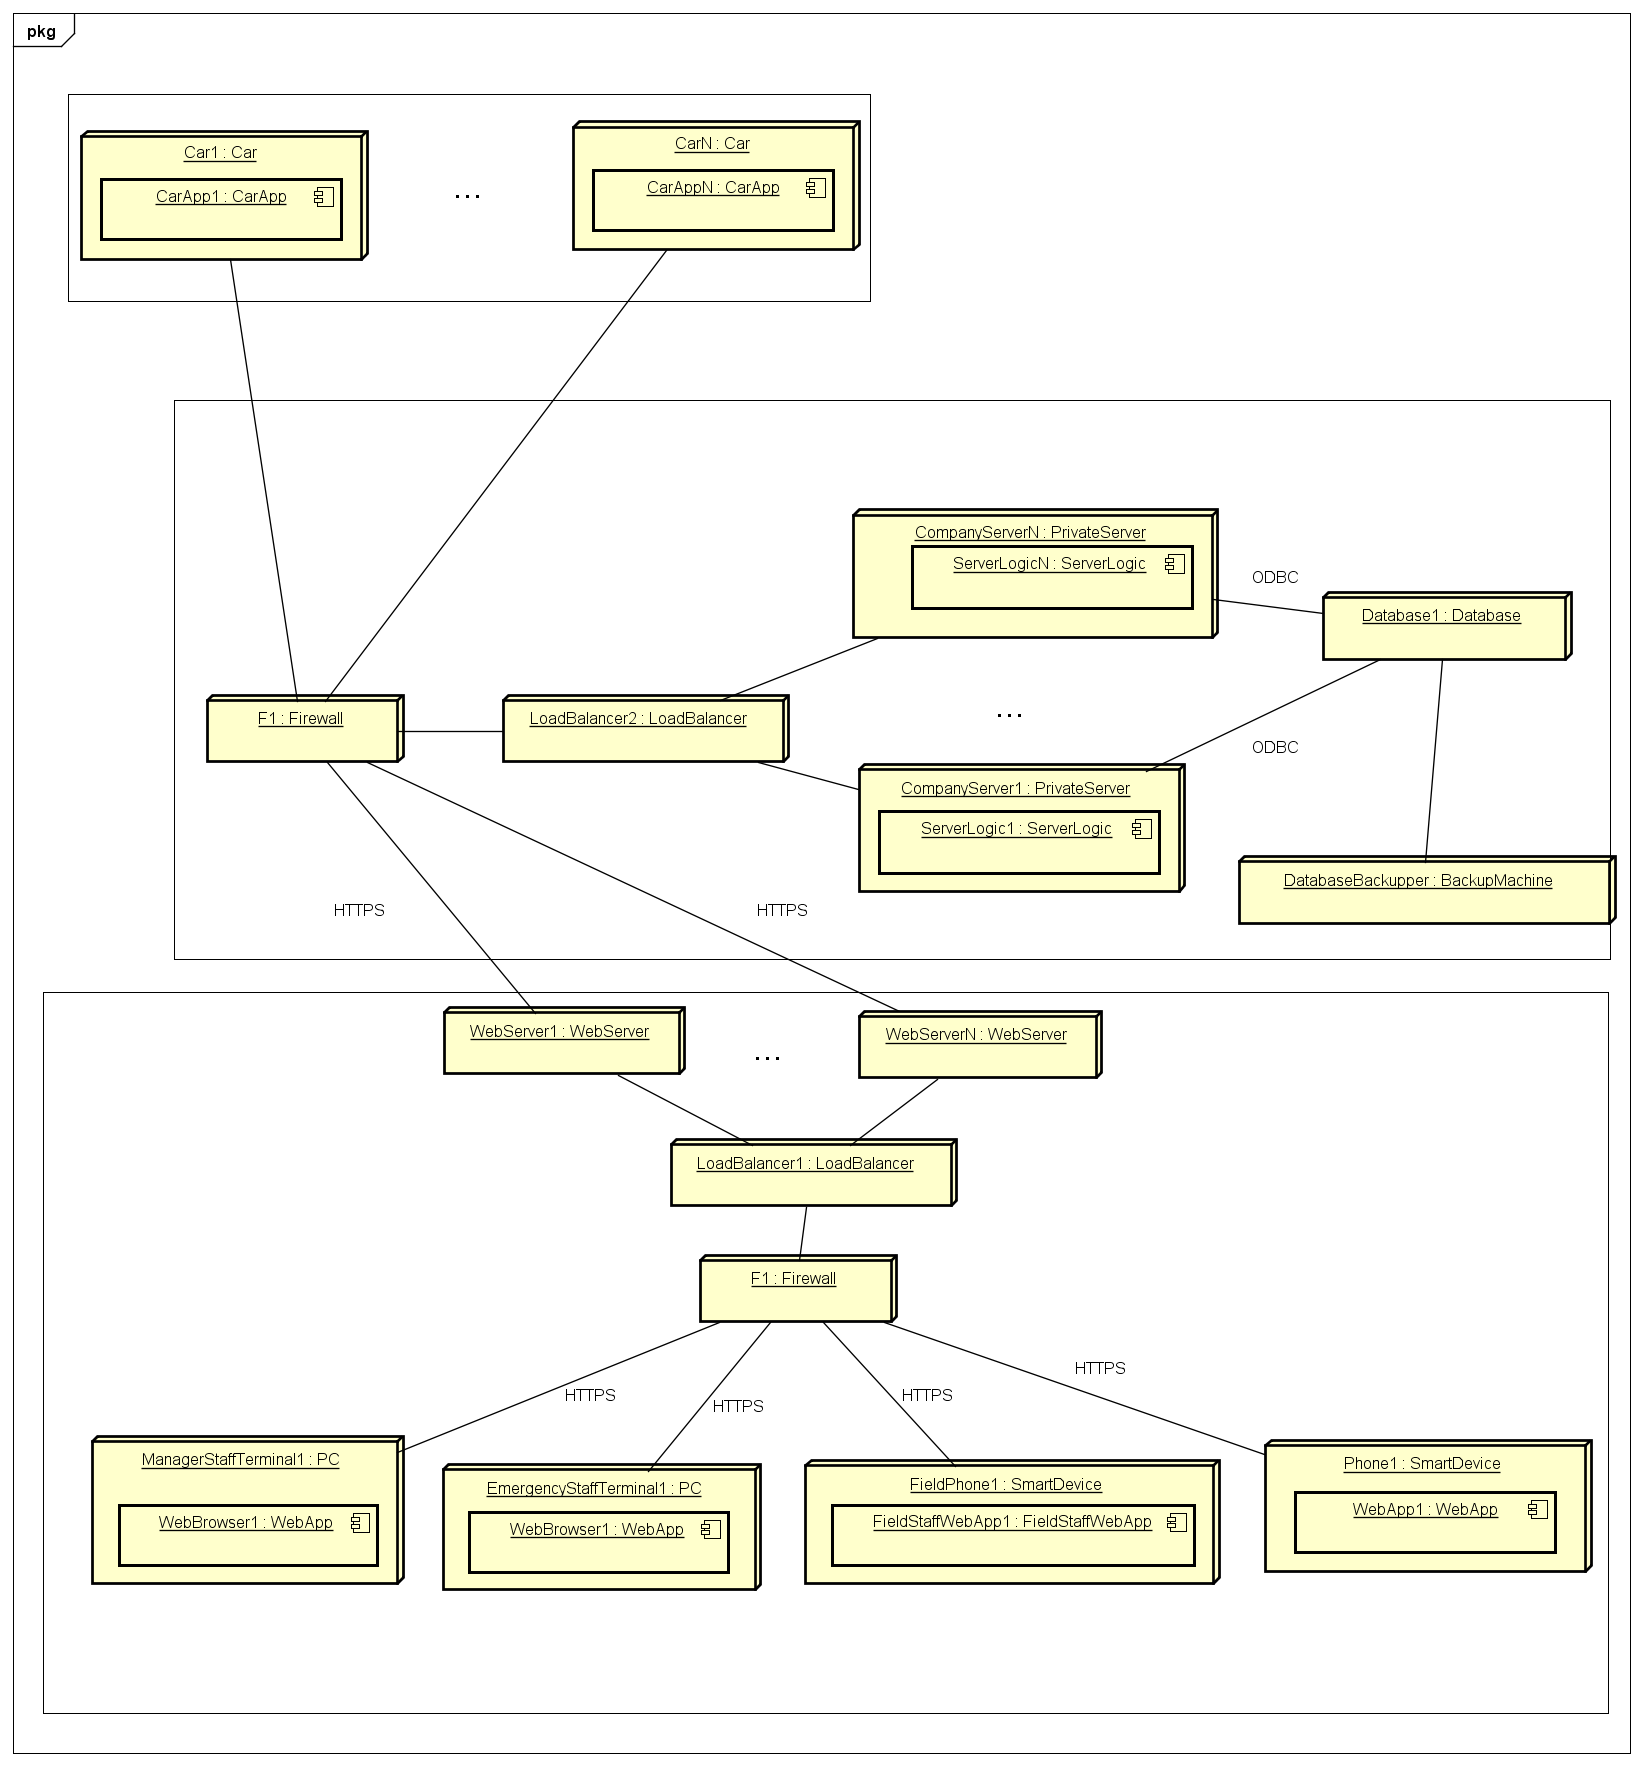 pkg
Car1 : Car
CarApp1 : CarApp
...
CarN : Car
CarAppN : CarApp
CompanyServerN : PrivateServer
ServerLogicN : ServerLogic
ODBC
Database1 : Database
F1 : Firewall
LoadBalancer2 : LoadBalancer
...
ODBC
CompanyServer1 : PrivateServer
ServerLogic1 : ServerLogic
DatabaseBackupper : BackupMachine
HTTPS
HTTPS
WebServer1 : WebServer
...
WebServerN : WebServer
LoadBalancer1 : LoadBalancer
F1 : Firewall
HTTPS
HTTPS
HTTPS
HTTPS
ManagerStaffTerminal1 : PC
WebBrowser1 : WebApp
EmergencyStaffTerminal1 : PC
WebBrowser1 : WebApp
FieldPhone1 : SmartDevice
FieldStaffWebApp1 : FieldStaffWebApp
Phone1 : SmartDevice
WebApp1 : WebApp